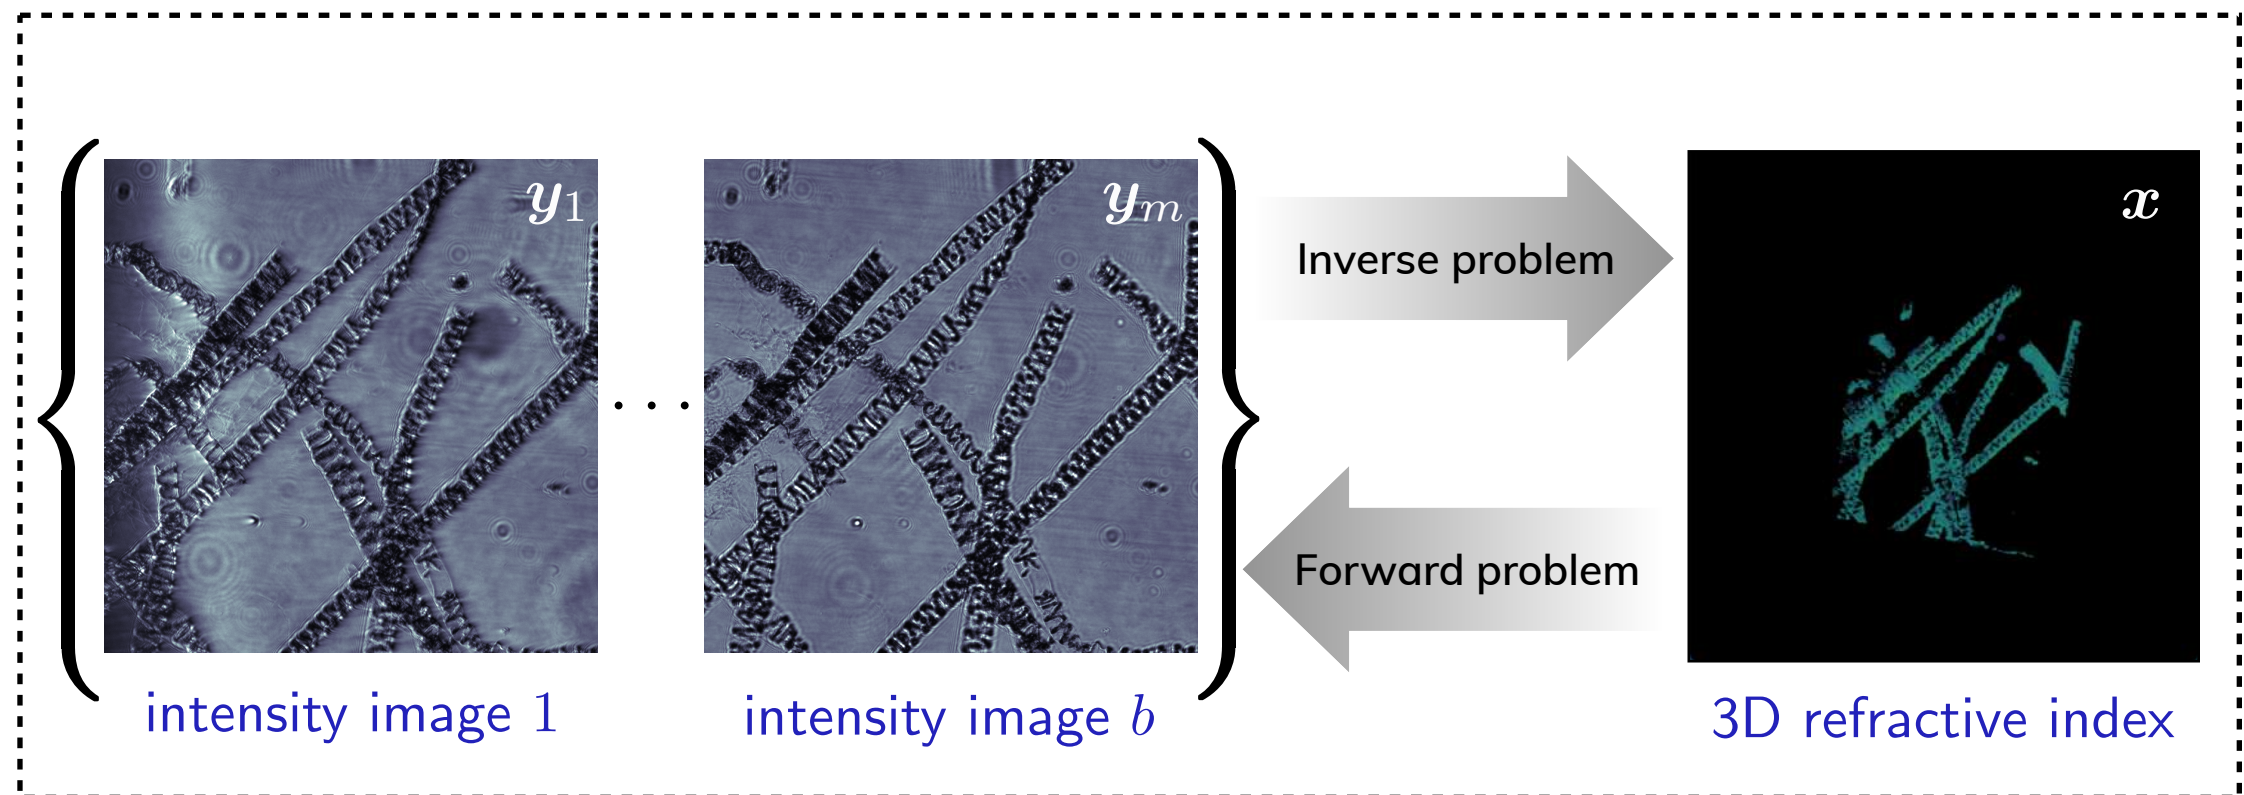 y₁
yₘ
x
Inverse problem
Forward problem
intensity image 1
intensity image b
3D refractive index